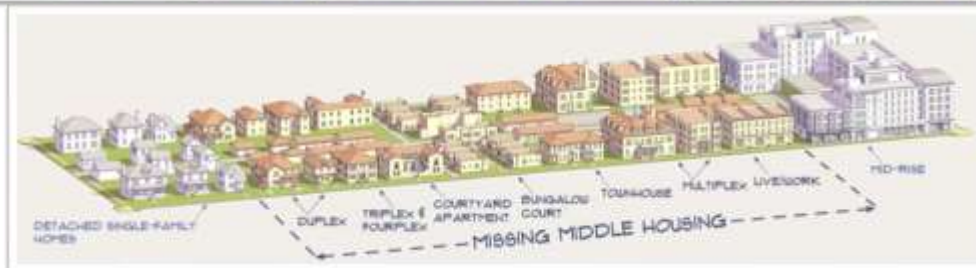 DETACHED SINGLE-FAMILY
HOMES
DUPLEX
TRIPLEX &
FOURPLEX
COURTYARD
APARTMENT
BUNGALOW
COURT
TOWNHOUSE
MULTIPLEX
LIVE/WORK
MID-RISE
MISSING MIDDLE HOUSING